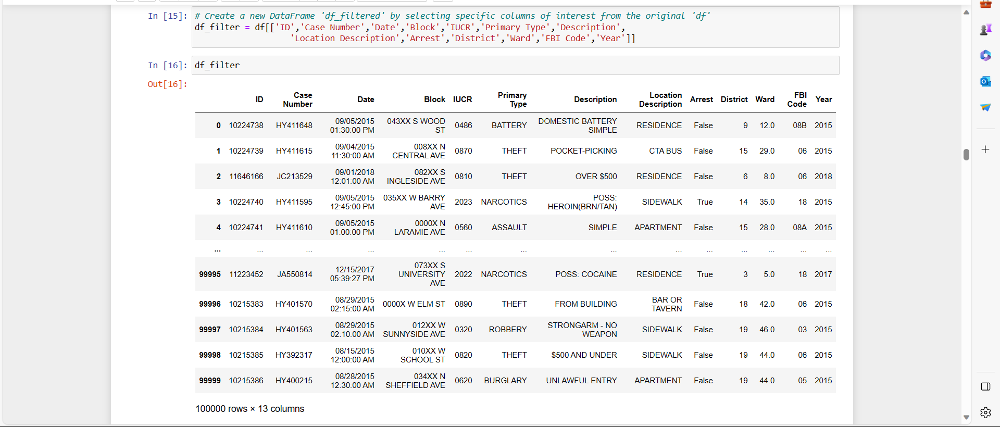 In [15]: # Create a new DataFrame 'df_filtered' by selecting specific columns of interest from the original 'df'
df_filter = df[['ID','Case Number','Date','Block','IUCR','Primary Type','Description',
'Location Description','Arrest','District','Ward','FBI Code','Year']]
In [16]: df_filter
Out[16]:
ID Case Number Date Block IUCR Primary Type Description Location Description Arrest District Ward FBI Code Year
0 10224738 HY411648 09/05/2015 01:30:00 PM 043XX S WOOD ST 0486 BATTERY DOMESTIC BATTERY SIMPLE RESIDENCE False 9 12.0 08B 2015
1 10224739 HY411615 09/04/2015 11:30:00 AM 008XX N CENTRAL AVE 0870 THEFT POCKET-PICKING CTA BUS False 15 29.0 06 2015
2 11646166 JC213529 09/01/2018 12:01:00 AM 082XX S INGLESIDE AVE 0810 THEFT OVER $500 RESIDENCE False 6 8.0 06 2018
3 10224740 HY411595 09/05/2015 12:45:00 PM 035XX W BARRY AVE 2023 NARCOTICS POSS: HEROIN(BRN/TAN) SIDEWALK True 14 35.0 18 2015
4 10224741 HY411610 09/05/2015 01:00:00 PM 0000X N LARAMIE AVE 0560 ASSAULT SIMPLE APARTMENT False 15 28.0 08A 2015
... ... ... ... ... ... ... ... ... ... ... ... ... ...
99995 11223452 JA550814 12/15/2017 05:39:27 PM 073XX S UNIVERSITY AVE 2022 NARCOTICS POSS: COCAINE RESIDENCE True 3 5.0 18 2017
99996 10215383 HY401570 08/29/2015 02:15:00 AM 0000X W ELM ST 0890 THEFT FROM BUILDING BAR OR TAVERN False 18 42.0 06 2015
99997 10215384 HY401563 08/29/2015 02:10:00 AM 012XX W SUNNYSIDE AVE 0320 ROBBERY STRONGARM - NO WEAPON SIDEWALK False 19 46.0 03 2015
99998 10215385 HY392317 08/15/2015 12:00:00 AM 010XX W SCHOOL ST 0820 THEFT $500 AND UNDER SIDEWALK False 19 44.0 06 2015
99999 10215386 HY400215 08/28/2015 12:30:00 AM 034XX N SHEFFIELD AVE 0620 BURGLARY UNLAWFUL ENTRY APARTMENT False 19 44.0 05 2015
100000 rows × 13 columns